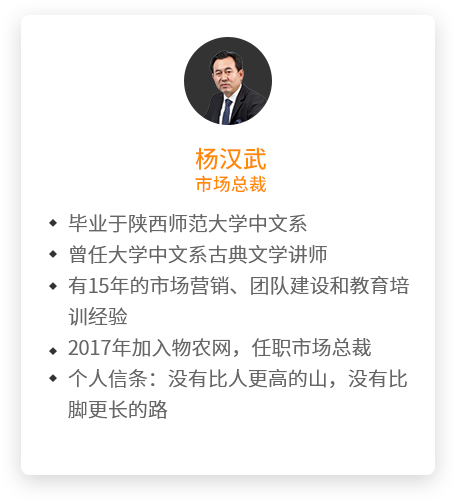 杨汉武
市场总裁
毕业于陕西师范大学中文系
曾任大学中文系古典文学讲师
有15年的市场营销、团队建设和教育培
训经验
2017年加入物农网，任职市场总裁
个人信条：没有比人更高的山，没有比
脚更长的路